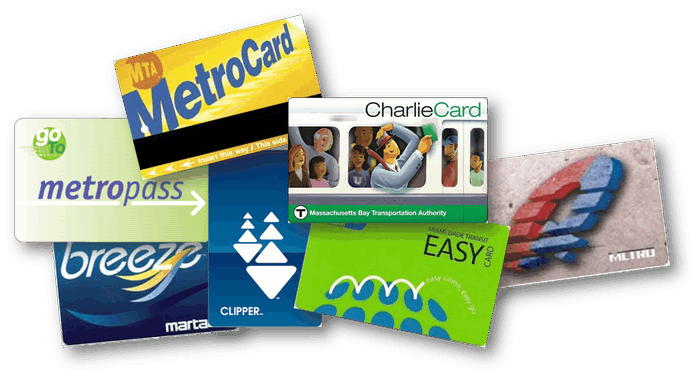 MTA
MetroCard
Insert this way / This side
go
TO
metropass
CharlieCard
T
Massachusetts Bay Transportation Authority
breeze
marta
CLIPPER
MIAMI-DADE TRANSIT
EASY
CARD
easy come, easy go
METRO